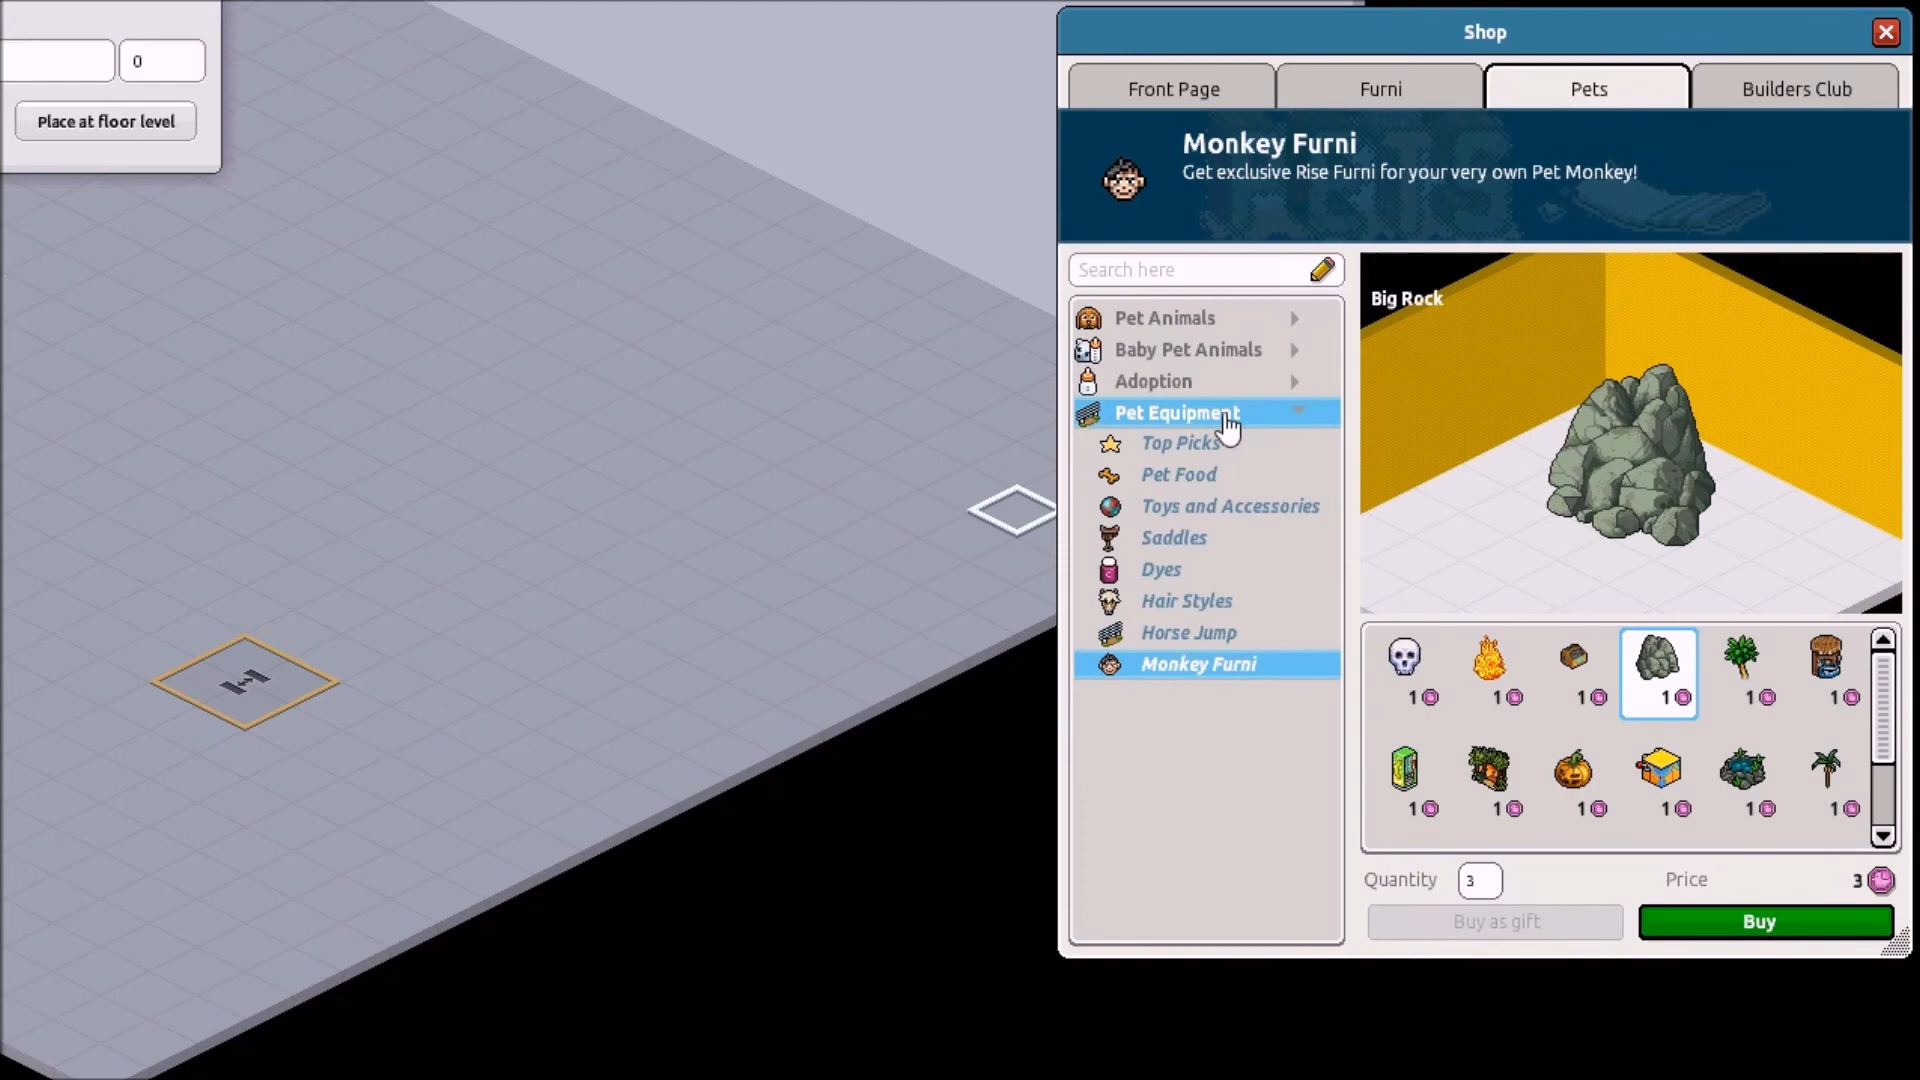 0
Place at floor level
Shop
Front Page
Furni
Pets
Builders Club
Monkey Furni
Get exclusive Rise Furni for your very own Pet Monkey!
Search here
Pet Animals
Baby Pet Animals
Adoption
Pet Equipment
Top Picks
Pet Food
Toys and Accessories
Saddles
Dyes
Hair Styles
Horse Jump
Monkey Furni
Big Rock
1 1 1 1 1 1
1 1 1 1 1 1
Quantity 3 Price 3
Buy as gift
Buy